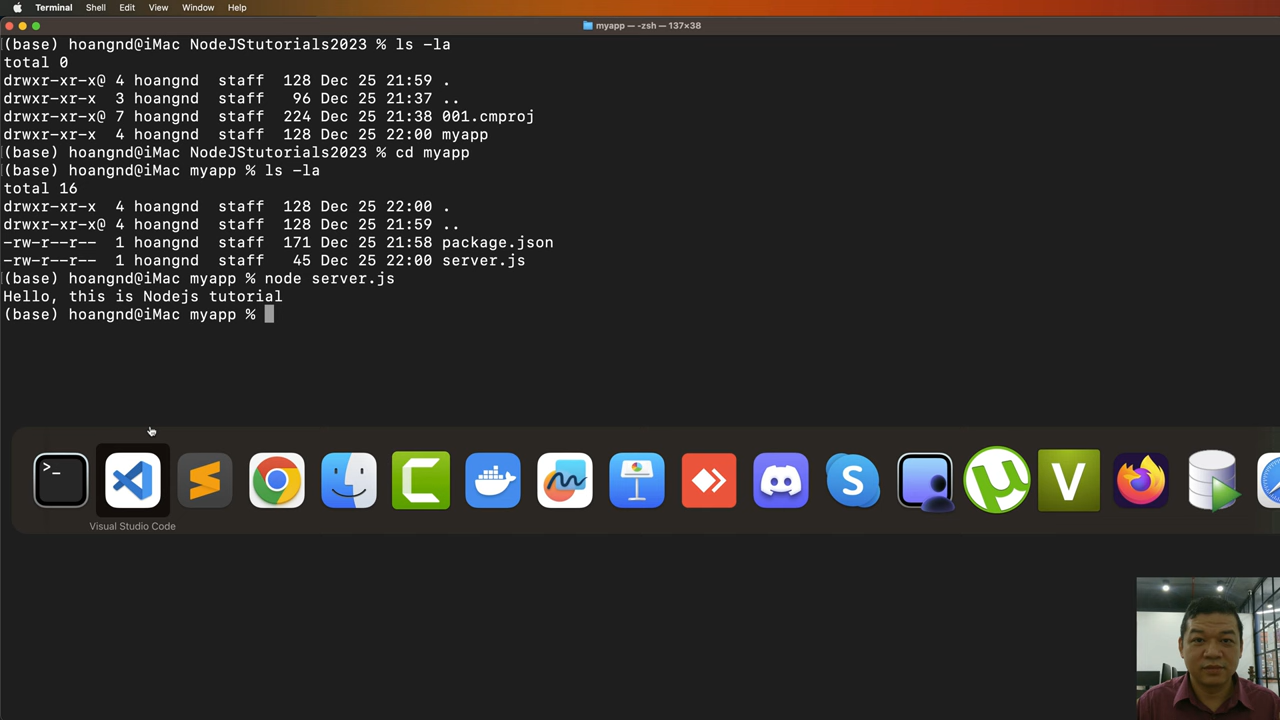 Terminal Shell Edit View Window Help
myapp — -zsh — 137×38
(base) hoangnd@iMac NodeJStutorials2023 % ls -la
total 0
drwxr-xr-x@ 4 hoangnd  staff  128 Dec 25 21:59 .
drwxr-xr-x  3 hoangnd  staff   96 Dec 25 21:37 ..
drwxr-xr-x@ 7 hoangnd  staff  224 Dec 25 21:38 001.cmproj
drwxr-xr-x  4 hoangnd  staff  128 Dec 25 22:00 myapp
(base) hoangnd@iMac NodeJStutorials2023 % cd myapp
(base) hoangnd@iMac myapp % ls -la
total 16
drwxr-xr-x  4 hoangnd  staff  128 Dec 25 22:00 .
drwxr-xr-x@ 4 hoangnd  staff  128 Dec 25 21:59 ..
-rw-r--r--  1 hoangnd  staff  171 Dec 25 21:58 package.json
-rw-r--r--  1 hoangnd  staff   45 Dec 25 22:00 server.js
(base) hoangnd@iMac myapp % node server.js
Hello, this is Nodejs tutorial
(base) hoangnd@iMac myapp %
>_
S
V
Visual Studio Code